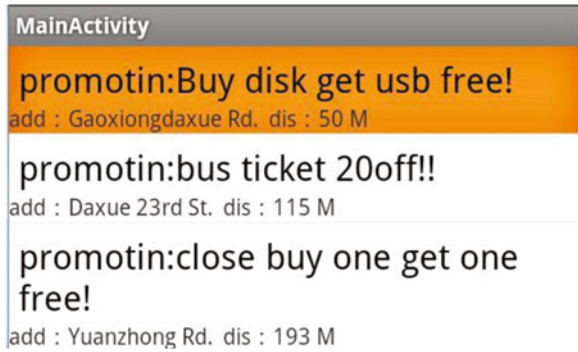 MainActivity
promotin:Buy disk get usb free!
add : Gaoxiongdaxue Rd. dis : 50 M
promotin:bus ticket 20off!!
add : Daxue 23rd St. dis : 115 M
promotin:close buy one get one
free!
add : Yuanzhong Rd. dis : 193 M